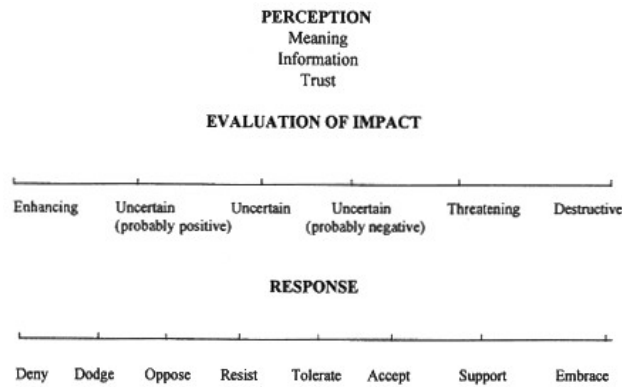 PERCEPTION
Meaning
Information
Trust
EVALUATION OF IMPACT
Enhancing Uncertain Uncertain Uncertain Threatening Destructive
(probably positive) (probably negative)
RESPONSE
Deny Dodge Oppose Resist Tolerate Accept Support Embrace